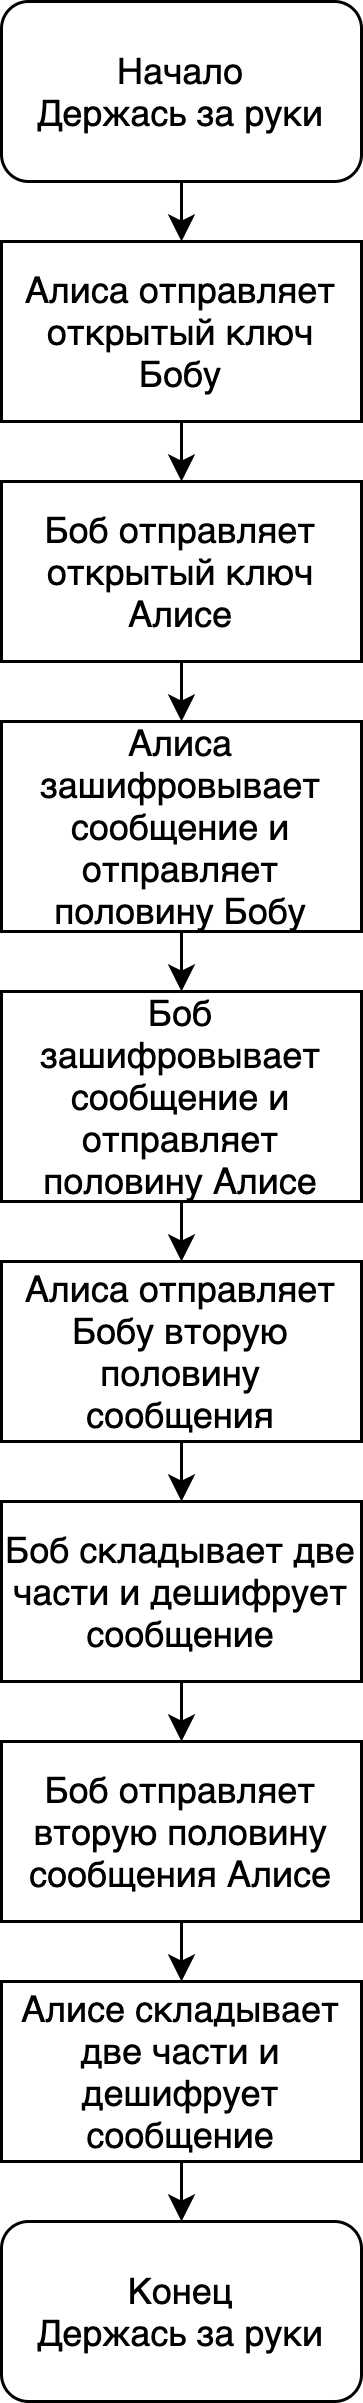 Начало
Держась за руки
Алиса отправляет
открытый ключ
Бобу
Боб отправляет
открытый ключ
Алисе
Алиса
зашифровывает
сообщение и
отправляет
половину Бобу
Боб
зашифровывает
сообщение и
отправляет
половину Алисе
Алиса отправляет
Бобу вторую
половину
сообщения
Боб складывает две
части и дешифрует
сообщение
Боб отправляет
вторую половину
сообщения Алисе
Алисе складывает
две части и
дешифрует
сообщение
Конец
Держась за руки